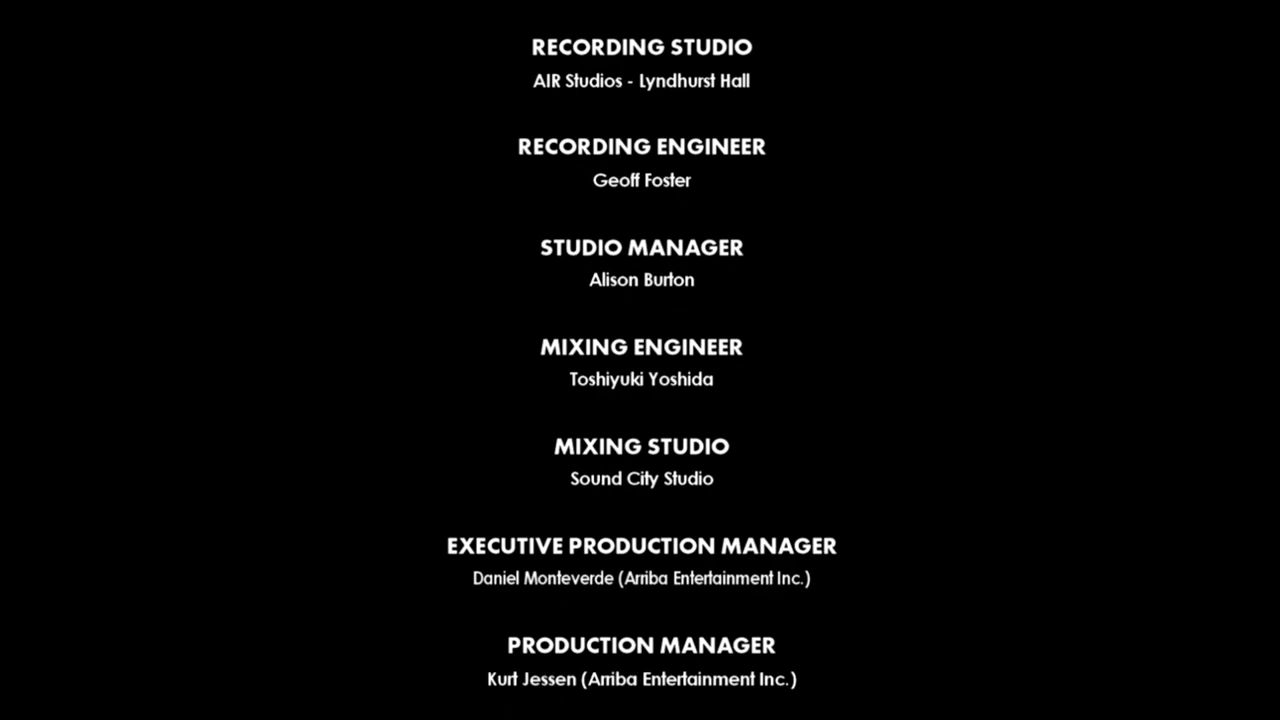 RECORDING STUDIO
AIR Studios - Lyndhurst Hall
RECORDING ENGINEER
Geoff Foster
STUDIO MANAGER
Alison Burton
MIXING ENGINEER
Toshiyuki Yoshida
MIXING STUDIO
Sound City Studio
EXECUTIVE PRODUCTION MANAGER
Daniel Monteverde (Arriba Entertainment Inc.)
PRODUCTION MANAGER
Kurt Jessen (Arriba Entertainment Inc.)